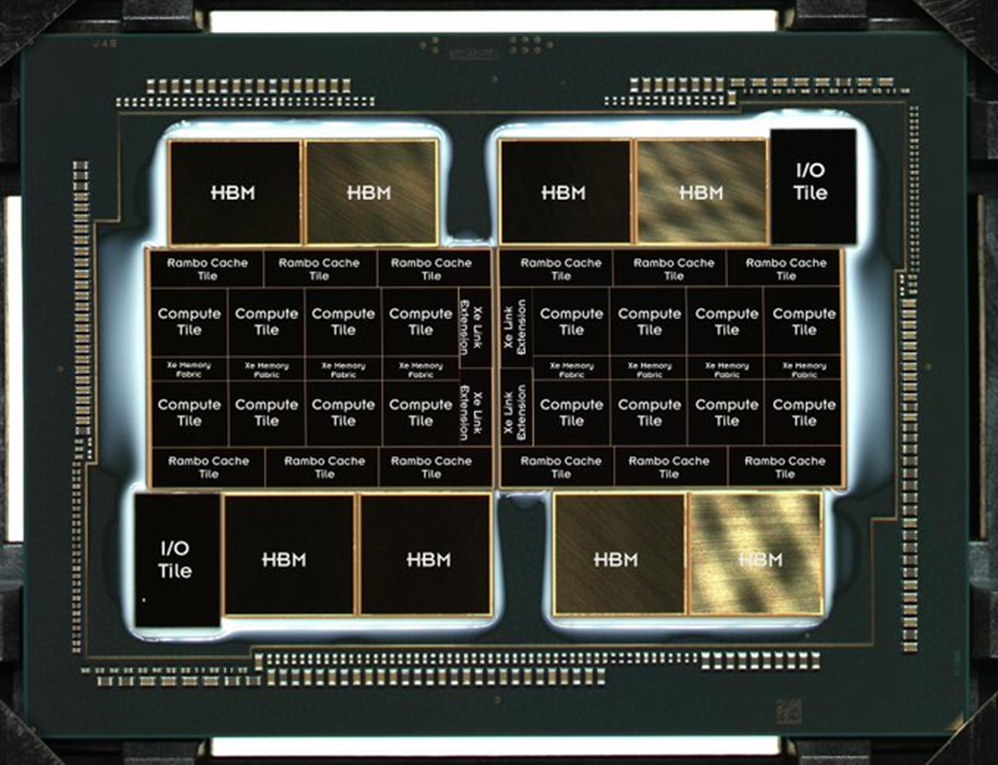 HBM
HBM
HBM
HBM
I/O
Tile
Rambo Cache
Tile
Rambo Cache
Tile
Rambo Cache
Tile
Rambo Cache
Tile
Rambo Cache
Tile
Rambo Cache
Tile
Compute
Tile
Compute
Tile
Compute
Tile
Compute
Tile
Xe Link
Extension
Xe Link
Extension
Compute
Tile
Compute
Tile
Compute
Tile
Compute
Tile
Xe Memory
Fabric
Xe Memory
Fabric
Xe Memory
Fabric
Xe Memory
Fabric
Xe Memory
Fabric
Xe Memory
Fabric
Xe Memory
Fabric
Xe Memory
Fabric
Compute
Tile
Compute
Tile
Compute
Tile
Compute
Tile
Xe Link
Extension
Xe Link
Extension
Compute
Tile
Compute
Tile
Compute
Tile
Compute
Tile
Rambo Cache
Tile
Rambo Cache
Tile
Rambo Cache
Tile
Rambo Cache
Tile
Rambo Cache
Tile
Rambo Cache
Tile
I/O
Tile
HBM
HBM
HBM
HBM